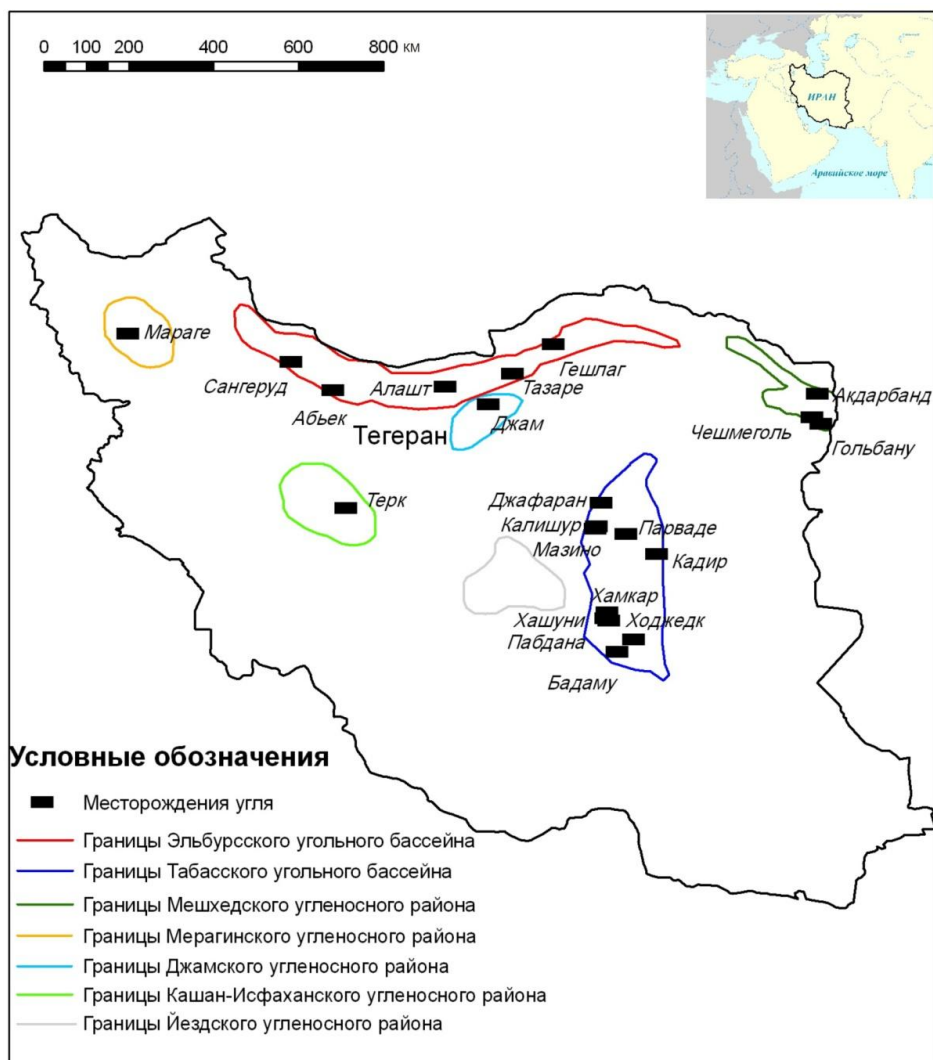 0 100 200 400 600 800 км
ИРАН
Аравийское море
Мараге
Сангеруд
Абьек
Алашт
Тазаре
Гешлаг
Тегеран
Джам
Акдарбанд
Чешмеголь
Гольбану
Терк
Джафаран
Калишур
Парваде
Мазино
Кадир
Хамкар
Хашуни
Ходжедк
Пабдана
Бадаму
Условные обозначения
Месторождения угля
Границы Эльбурсского угольного бассейна
Границы Табасского угольного бассейна
Границы Мешхедского угленосного района
Границы Мерагинского угленосного района
Границы Джамского угленосного района
Границы Кашан-Исфаханского угленосного района
Границы Йездского угленосного района